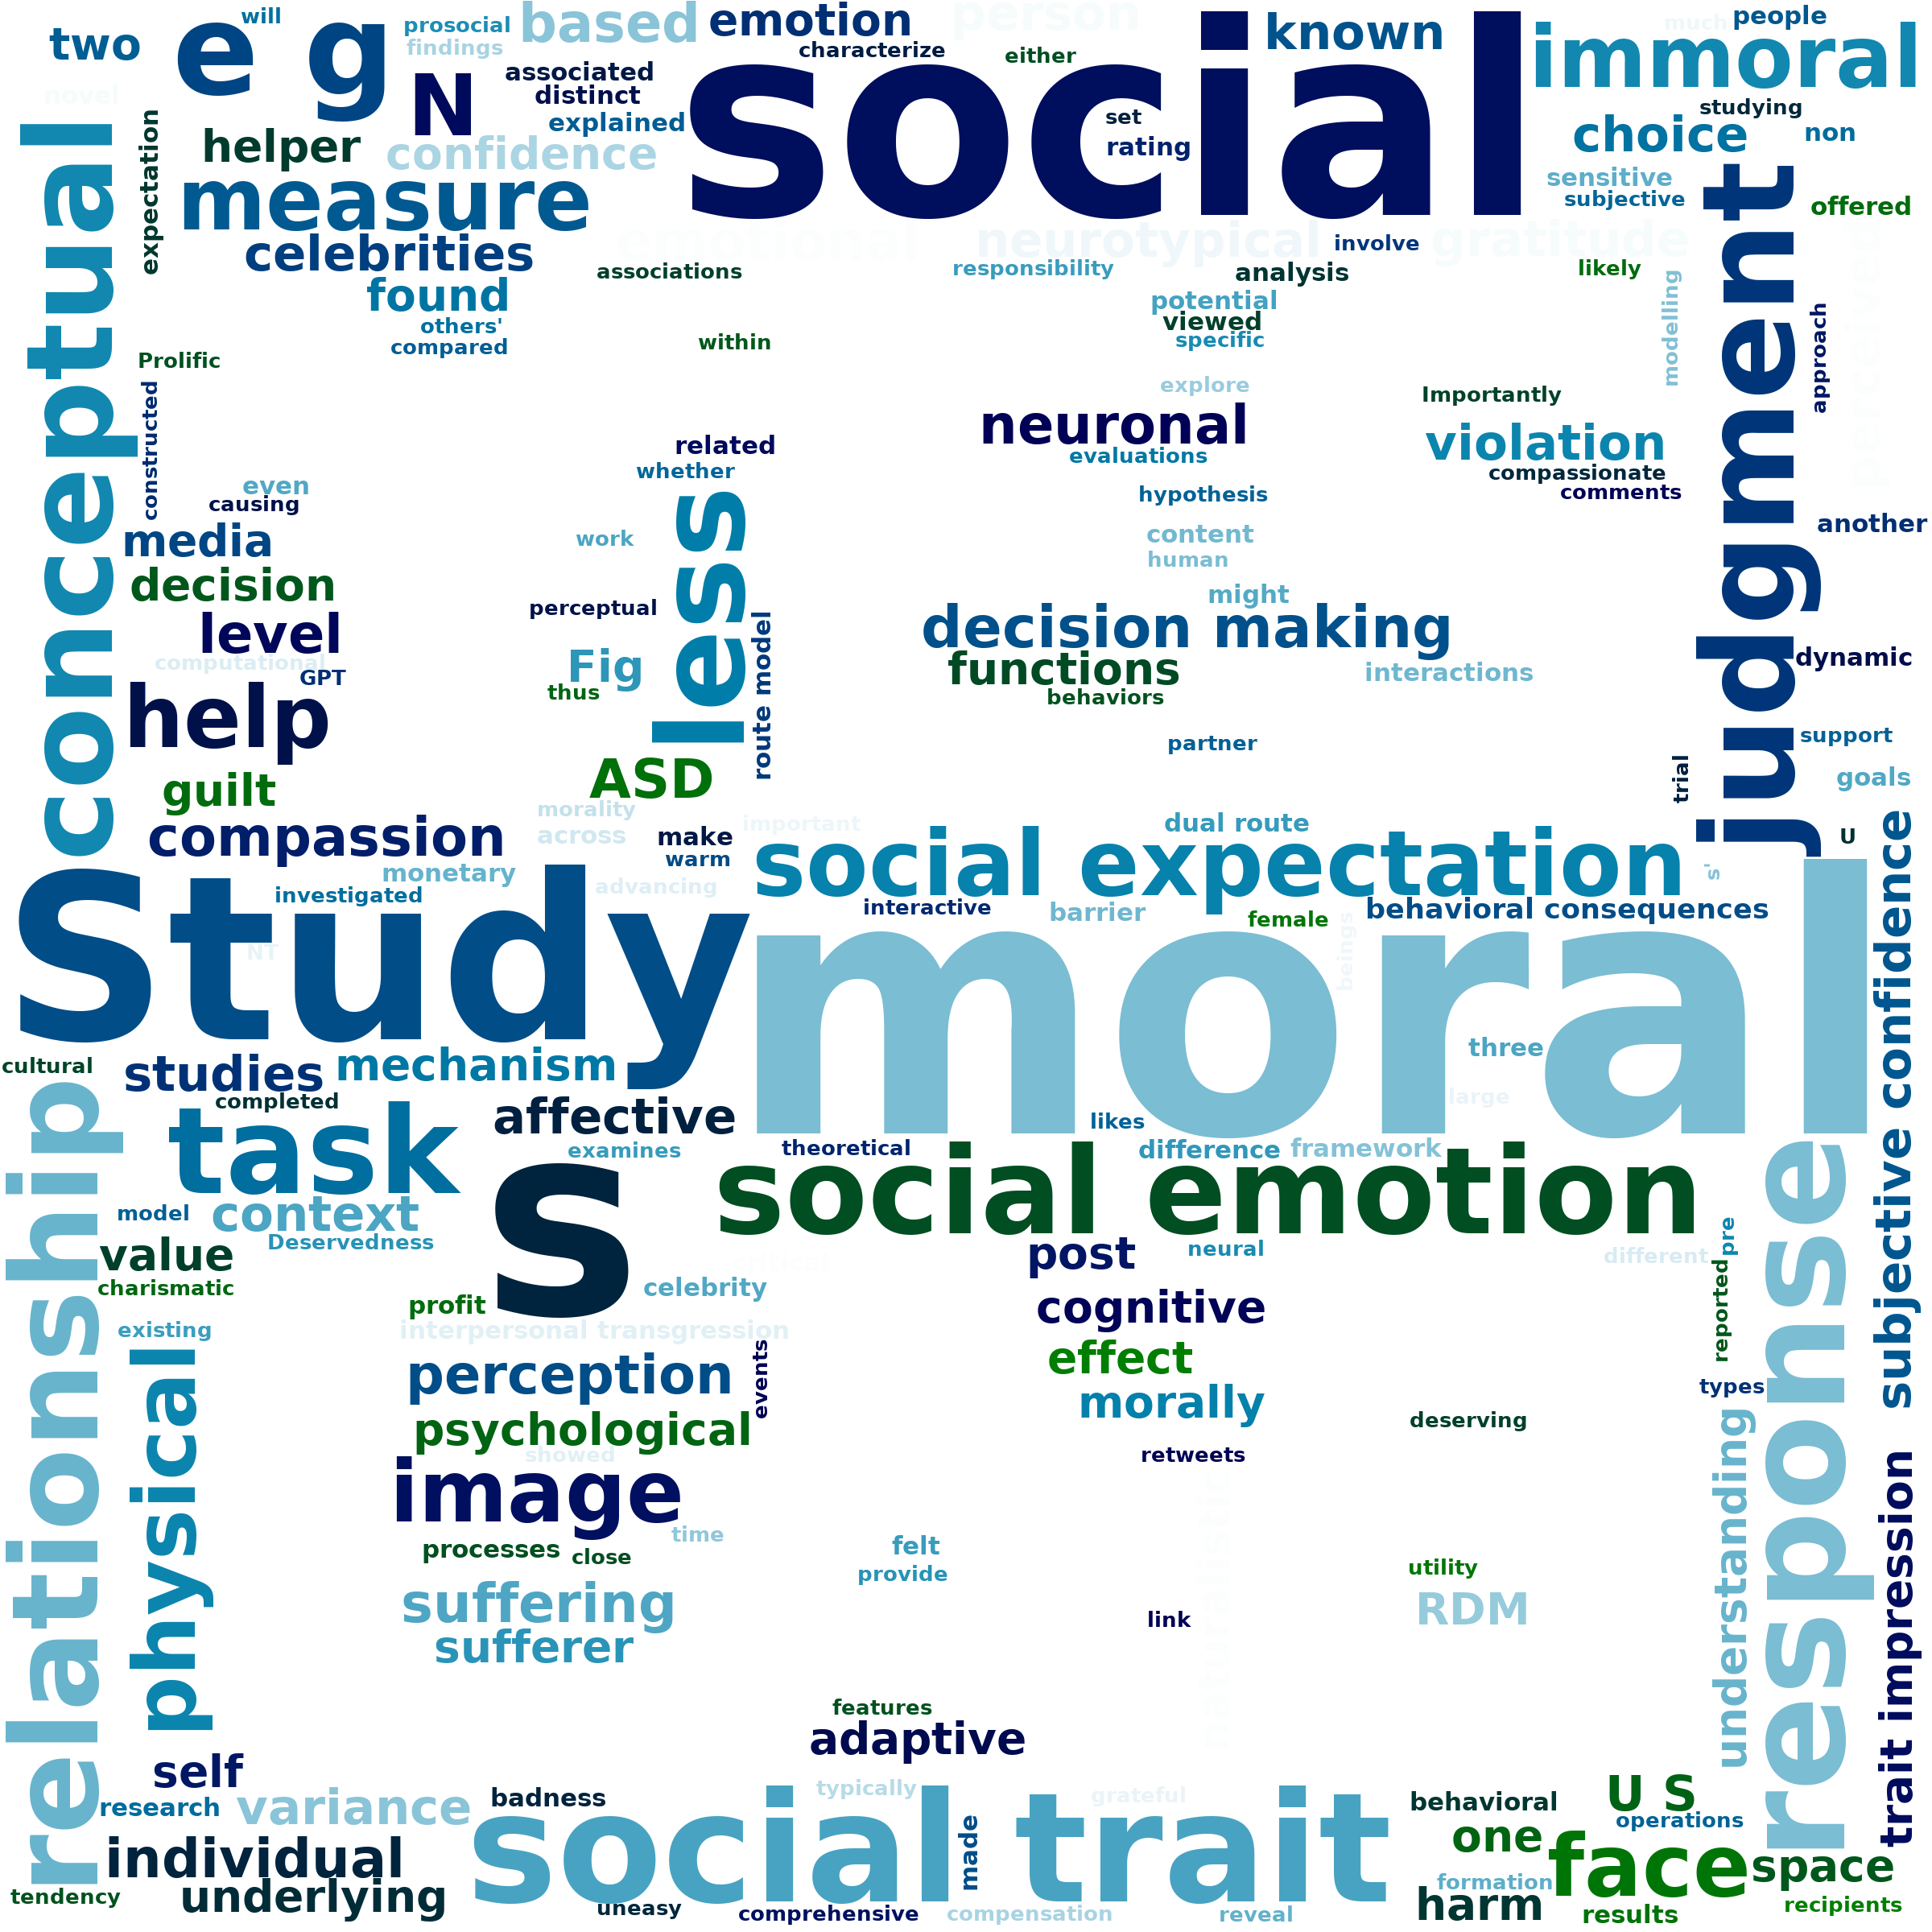 two
will
e g
prosocial
findings
based
emotion
person
characterize
either
known
much
people
immoral
novel
N
associated
distinct
explained
social
set
rating
studying
choice
non
helper
confidence
sensitive
subjective
offered
expectation
measure
celebrities
emotional
neurotypical
involve
gratitude
found
associations
responsibility
analysis
likely
others'
compared
within
potential
viewed
specific
modelling
approach
Prolific
conceptual
constructed
explore
Importantly
judgment
related
whether
neuronal
evaluations
violation
compassionate
comments
even
causing
hypothesis
another
media
work
less
content
human
decision
perceptual
might
level
computational
GPT
Fig
thus
route model
decision making
functions
behaviors
interactions
dynamic
help
partner
trial
support
goals
guilt
ASD
morality
across
important
make
warm
dual route
U
compassion
monetary
advancing
social expectation
s'
investigated
interactive
barrier
female
behavioral consequences
Study
NT
beings
moral
three
large
likes
subjective confidence
cultural
studies
mechanism
completed
affective
task
examines
theoretical
difference
framework
s
social emotion
relationship
model
context
Deservedness
value
charismatic
post
neural
different
pre
response
reported
celebrity
profit
cognitive
existing
interpersonal transgression
events
physical
perception
effect
types
morally
psychological
showed
deserving
retweets
understanding
trait impression
image
time
processes
close
felt
provide
utility
suffering
sufferer
link
RDM
features
adaptive
self
research
variance
badness
typically
grateful
behavioral
U S
operations
social trait
made
one
individual
underlying
face
space
tendency
uneasy
comprehensive
compensation
reveal
formation
harm
results
recipients